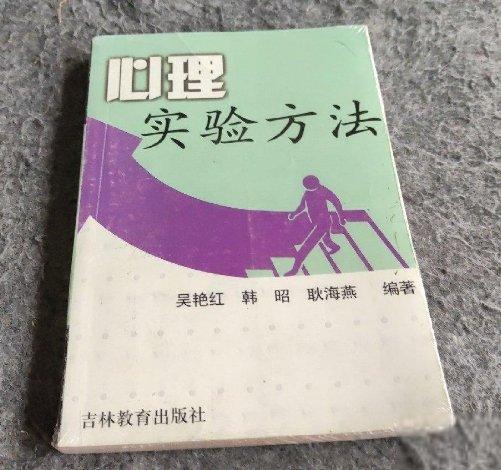 心理
实验方法
吴艳红 韩 昭 耿海燕 编著
吉林教育出版社